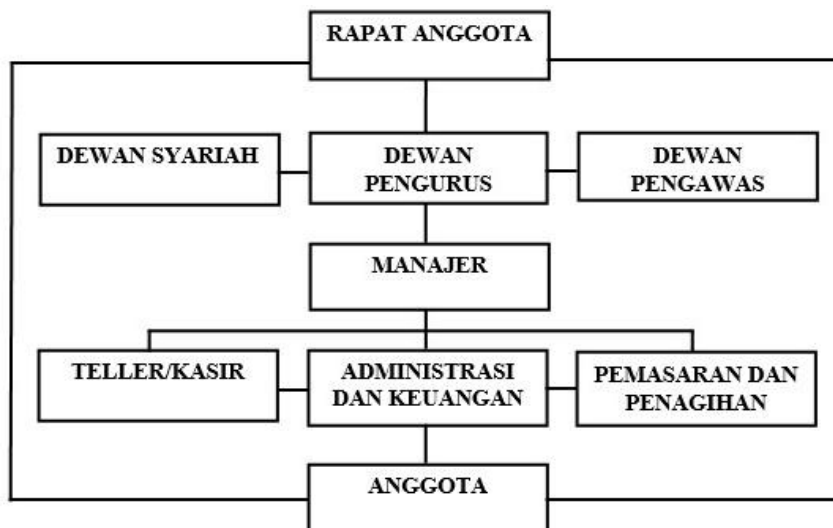 RAPAT ANGGOTA
DEWAN SYARIAH
DEWAN
PENGURUS
DEWAN
PENGAWAS
MANAJER
TELLER/KASIR
ADMINISTRASI
DAN KEUANGAN
PEMASARAN DAN
PENAGIHAN
ANGGOTA